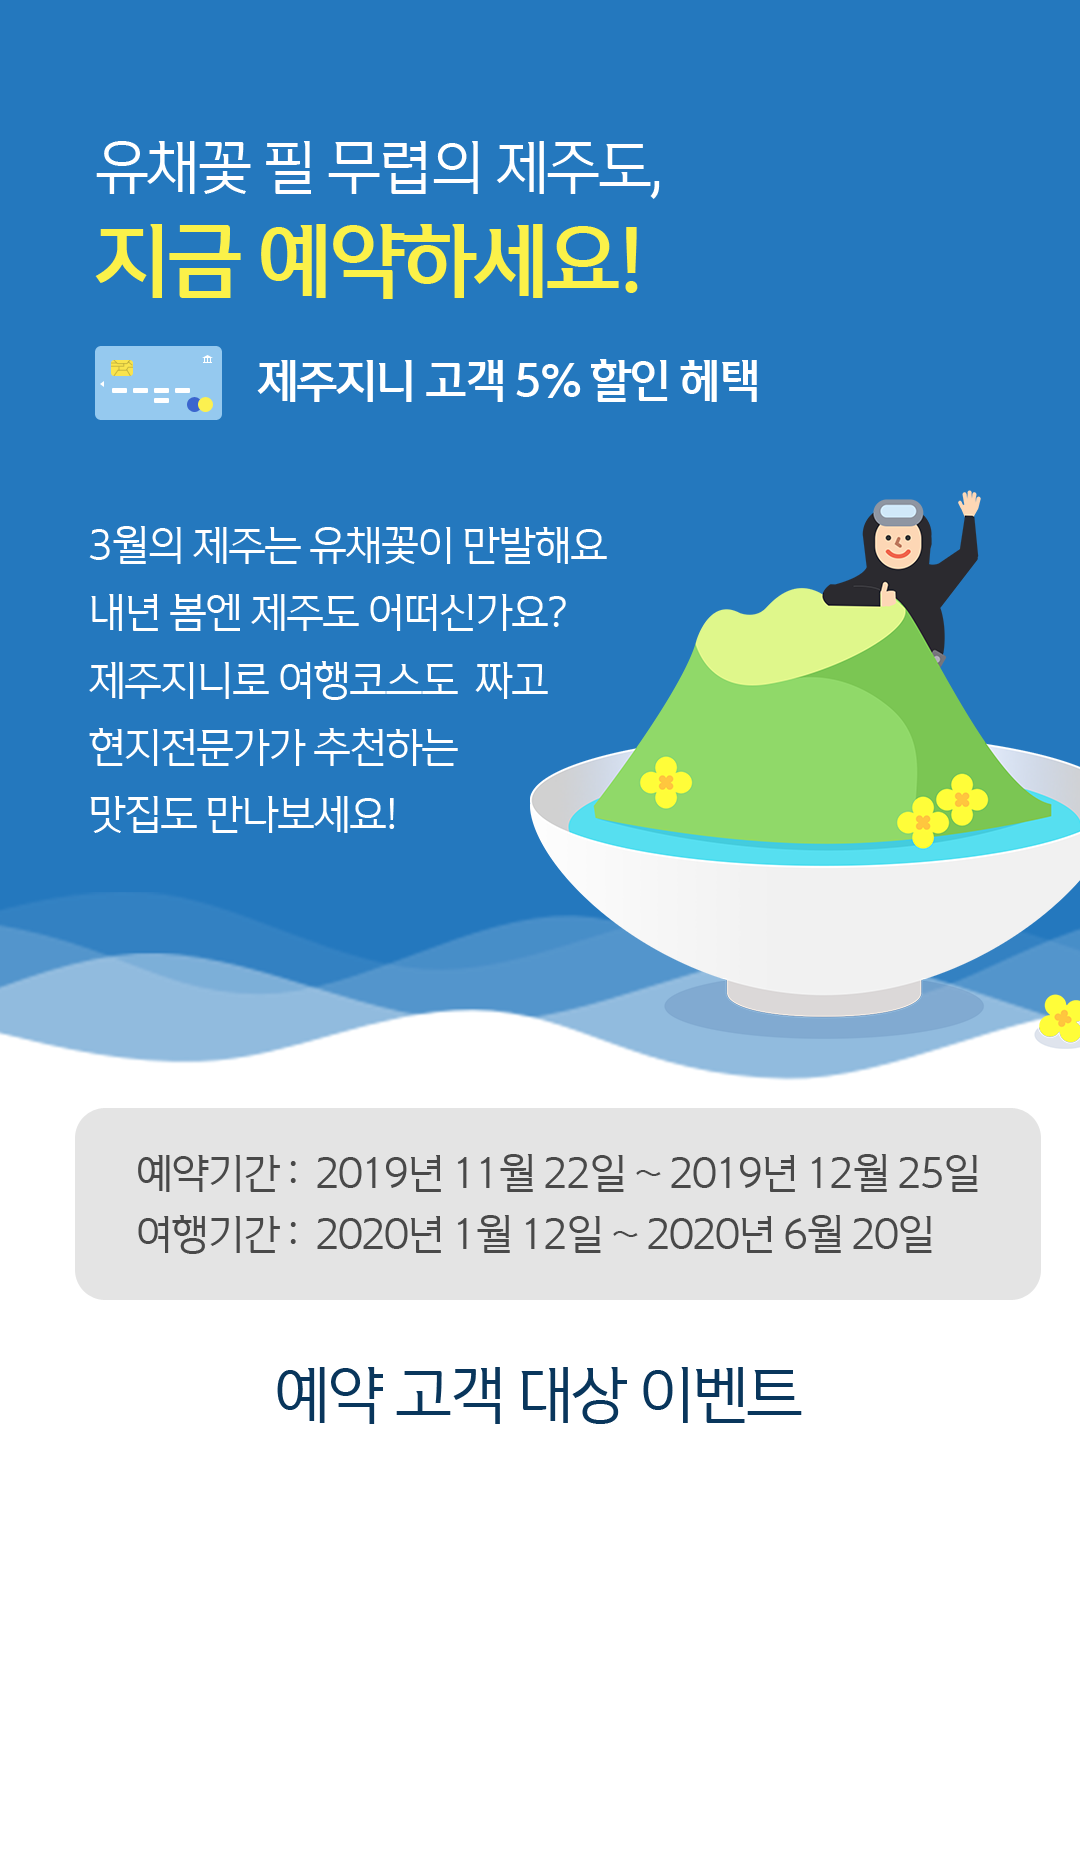 유채꽃 필 무렵의 제주도,
지금 예약하세요!
제주지니 고객 5% 할인 헤택
3월의 제주는 유채꽃이 만발해요
내년 봄엔 제주도 어떠신가요?
제주지니로 여행코스도 짜고
현지전문가가 추천하는
맛집도 만나보세요!
예약기간 : 2019년 11월 22일 ~ 2019년 12월 25일
여행기간 : 2020년 1월 12일 ~ 2020년 6월 20일
예약 고객 대상 이벤트